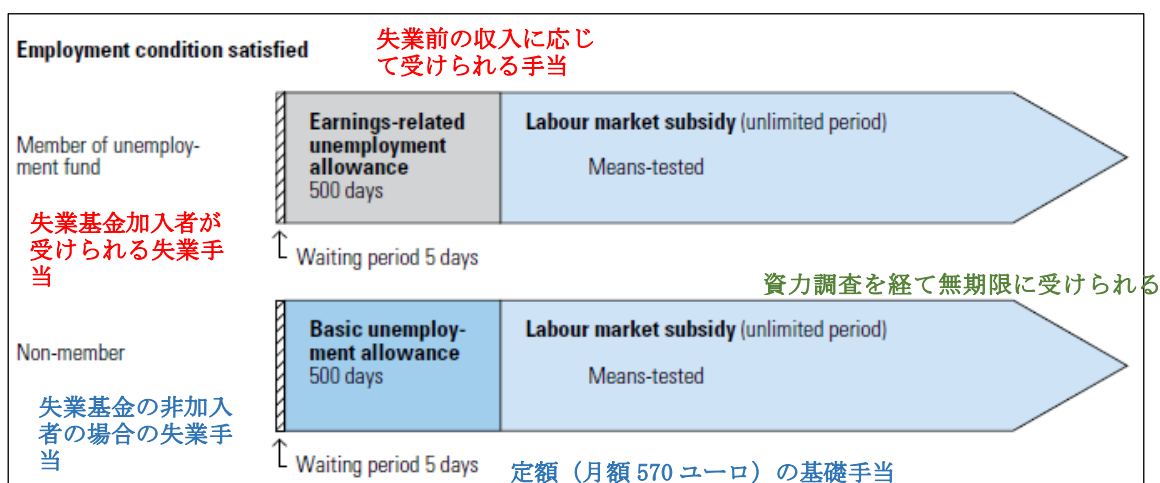 Employment condition satisfied
失業前の収入に応じ
て受けられる手当
Member of unemploy-
ment fund
Earnings-related
unemployment
allowance
500 days
Labour market subsidy (unlimited period)
Means-tested
失業基金加入者が
受けられる失業手
当
Waiting period 5 days
資力調査を経て無期限に受けられる
Non-member
Basic unemploy-
ment allowance
500 days
Labour market subsidy (unlimited period)
Means-tested
失業基金の非加入
者の場合の失業手
当
Waiting period 5 days
定額（月額 570 ユーロ）の基礎手当